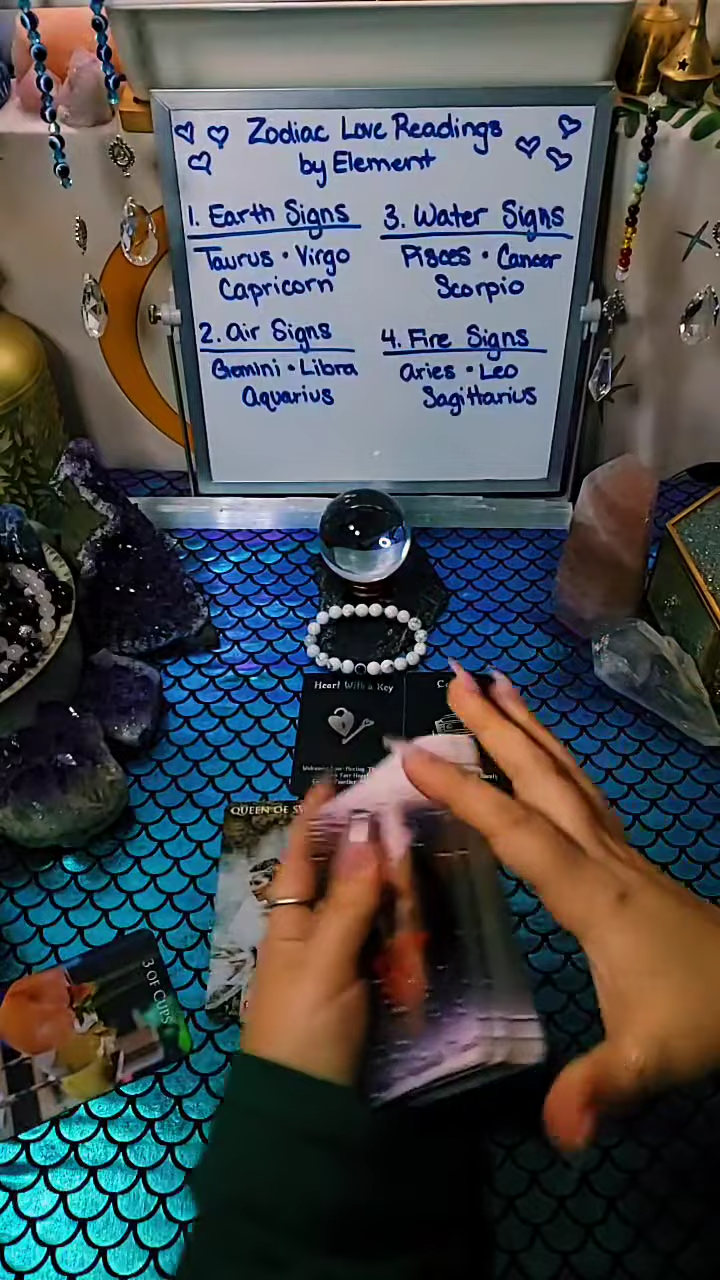 Zodiac Love Readings
by Element
1. Earth Signs
Taurus • Virgo
Capricorn
2. Air Signs
Gemini • Libra
Aquarius
3. Water Signs
Pisces • Cancer
Scorpio
4. Fire Signs
Aries • Leo
Sagittarius
Heart With a Key
QUEEN OF
3 OF CUPS